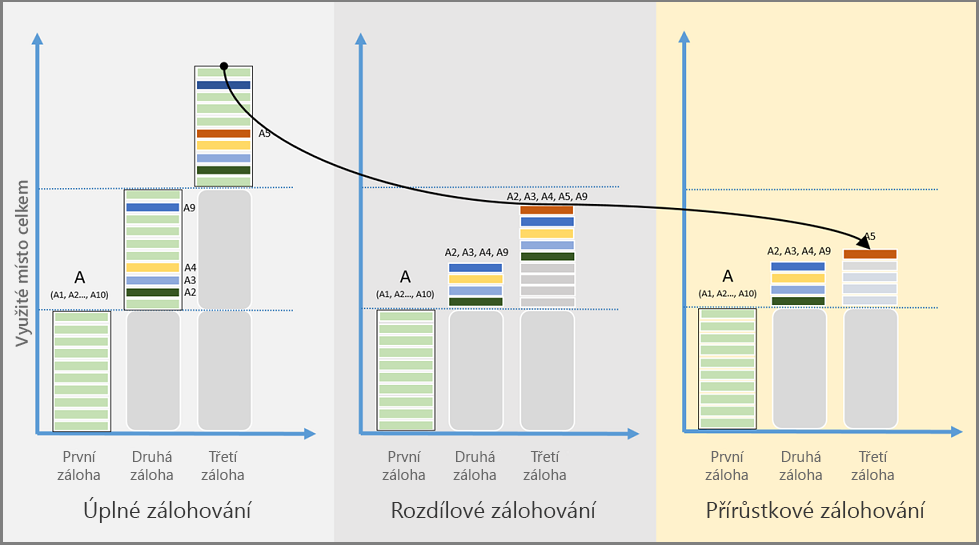 Využité místo celkem
A
(A1, A2..., A10)
A9
A4
A3
A2
A5
První
záloha
Druhá
záloha
Třetí
záloha
Úplné zálohování
A
(A1, A2..., A10)
A2, A3, A4, A9
A2, A3, A4, A5, A9
První
záloha
Druhá
záloha
Třetí
záloha
Rozdílové zálohování
A
(A1, A2..., A10)
A2, A3, A4, A9
A5
První
záloha
Druhá
záloha
Třetí
záloha
Přírůstkové zálohování